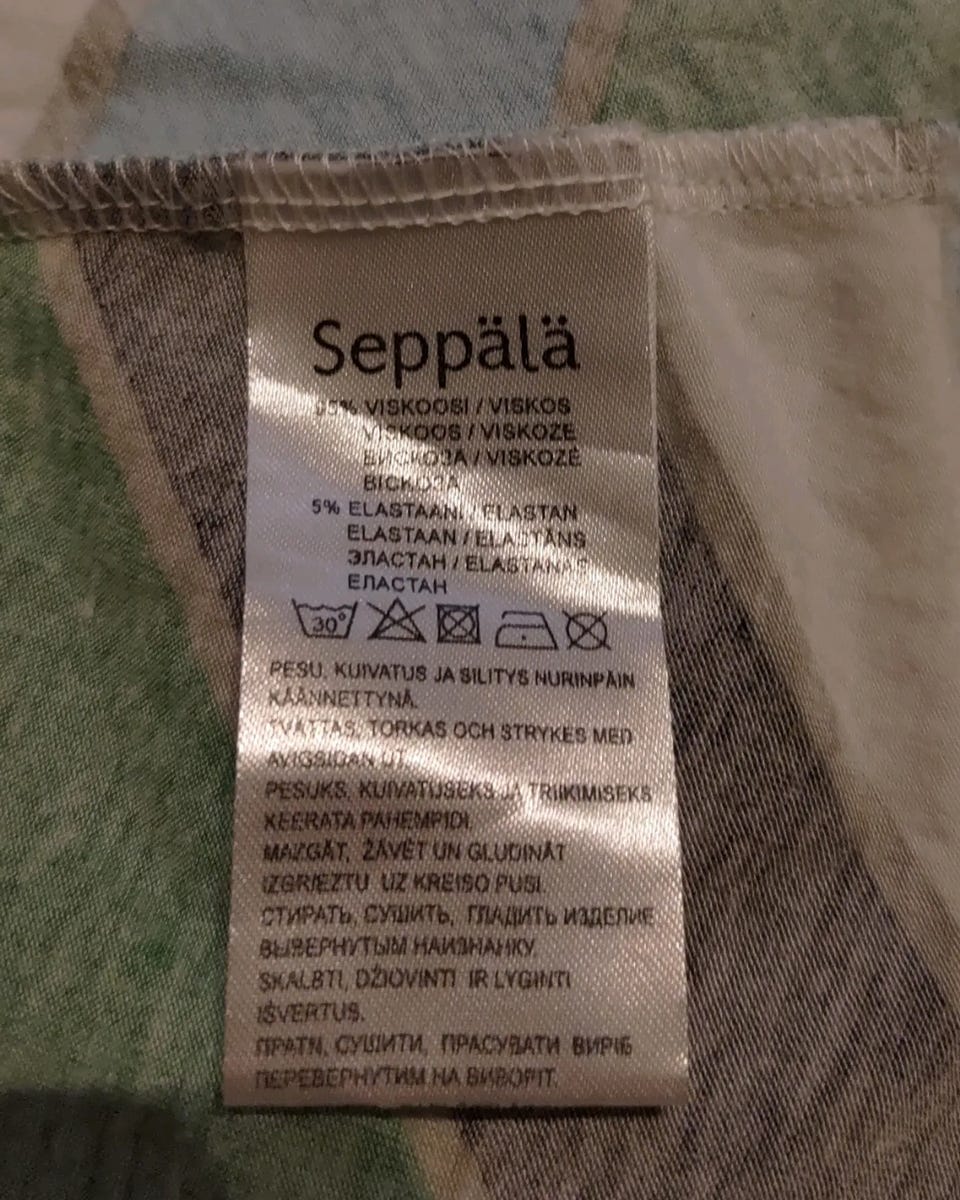 Seppälä
95% VISKOOSI / VISKOS
VISKOOS / VISKOZE
ВИСКОЗА / VISKOZĖ
ВІСКОЗА
5% ELASTAANI / ELASTAN
ELASTAAN / ELASTĀNS
ЭЛАСТАН / ELASTANAS
ЕЛАСТАН
30°
PESU, KUIVATUS JA SILITYS NURINPÄIN
KÄÄNNETTYNÄ.
TVÄTTAS, TORKAS OCH STRYKES MED
AVIGSIDAN UT.
PESUKS, KUIVATUSEKS JA TRIIKIMISEKS
KEERATA PAHEMPIDI.
MAZGĀT, ŽĀVĒT UN GLUDINĀT
IZGRIEZTU UZ KREISO PUSI.
СТИРАТЬ, СУШИТЬ, ГЛАДИТЬ ИЗДЕЛИЕ
ВЫВЕРНУТЫМ НАИЗНАНКУ.
SKALBTI, DŽIOVINTI IR LYGINTI
IŠVERTUS.
ПРАТИ, СУШИТИ, ПРАСУВАТИ ВИРІБ
ПЕРЕВЕРНУТИМ НА ВИВОРІТ.